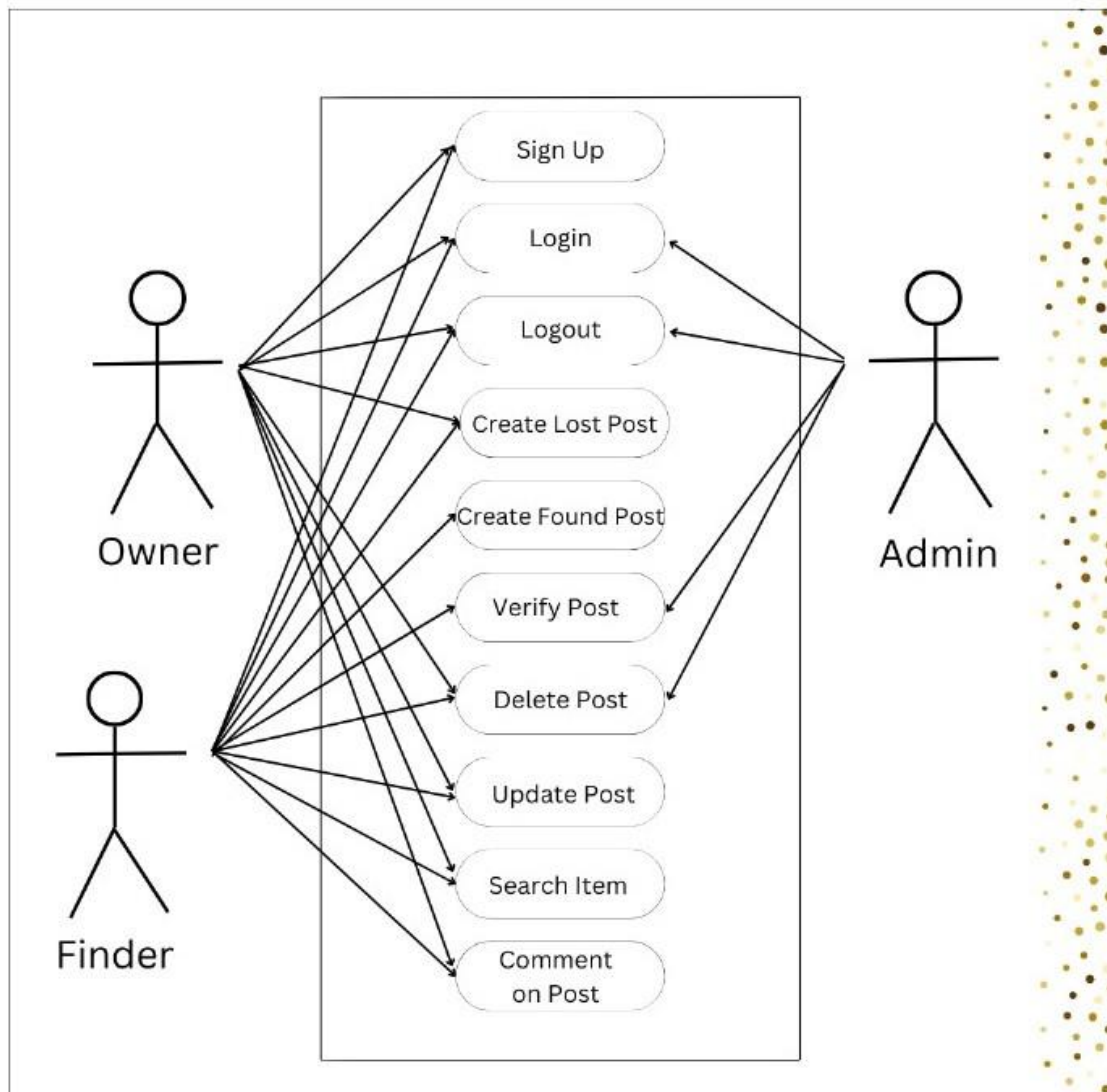 Sign Up
Login
Logout
Create Lost Post
Create Found Post
Verify Post
Delete Post
Update Post
Search Item
Comment
on Post
Owner
Finder
Admin